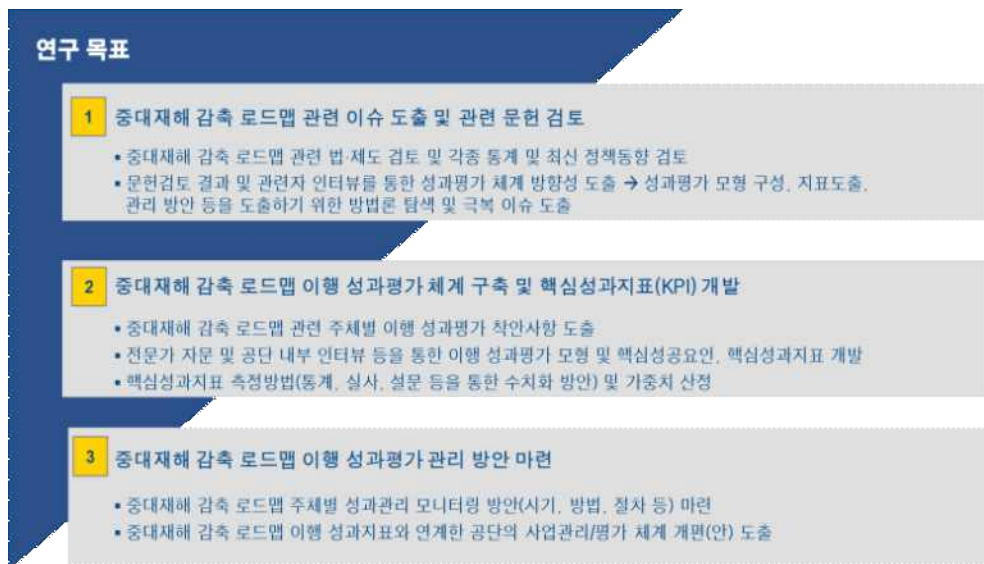 연구 목표
1 중대재해 감축 로드맵 관련 이슈 도출 및 관련 문헌 검토
▪ 중대재해 감축 로드맵 관련 법·제도 검토 및 각종 통계 및 최신 정책동향 검토
▪ 문헌검토 결과 및 관련자 인터뷰를 통한 성과평가 체계 방향성 도출 → 성과평가 모형 구성, 지표도출,
관리 방안 등을 도출하기 위한 방법론 탐색 및 극복 이슈 도출
2 중대재해 감축 로드맵 이행 성과평가 체계 구축 및 핵심성과지표(KPI) 개발
▪ 중대재해 감축 로드맵 관련 주체별 이행 성과평가 착안사항 도출
▪ 전문가 자문 및 공단 내부 인터뷰 등을 통한 이행 성과평가 모형 및 핵심성공요인, 핵심성과지표 개발
▪ 핵심성과지표 측정방법(통계, 실사, 설문 등을 통한 수치화 방안) 및 가중치 산정
3 중대재해 감축 로드맵 이행 성과평가 관리 방안 마련
▪ 중대재해 감축 로드맵 주체별 성과관리 모니터링 방안(시기, 방법, 절차 등) 마련
▪ 중대재해 감축 로드맵 이행 성과지표와 연계한 공단의 사업관리/평가 체계 개편(안) 도출